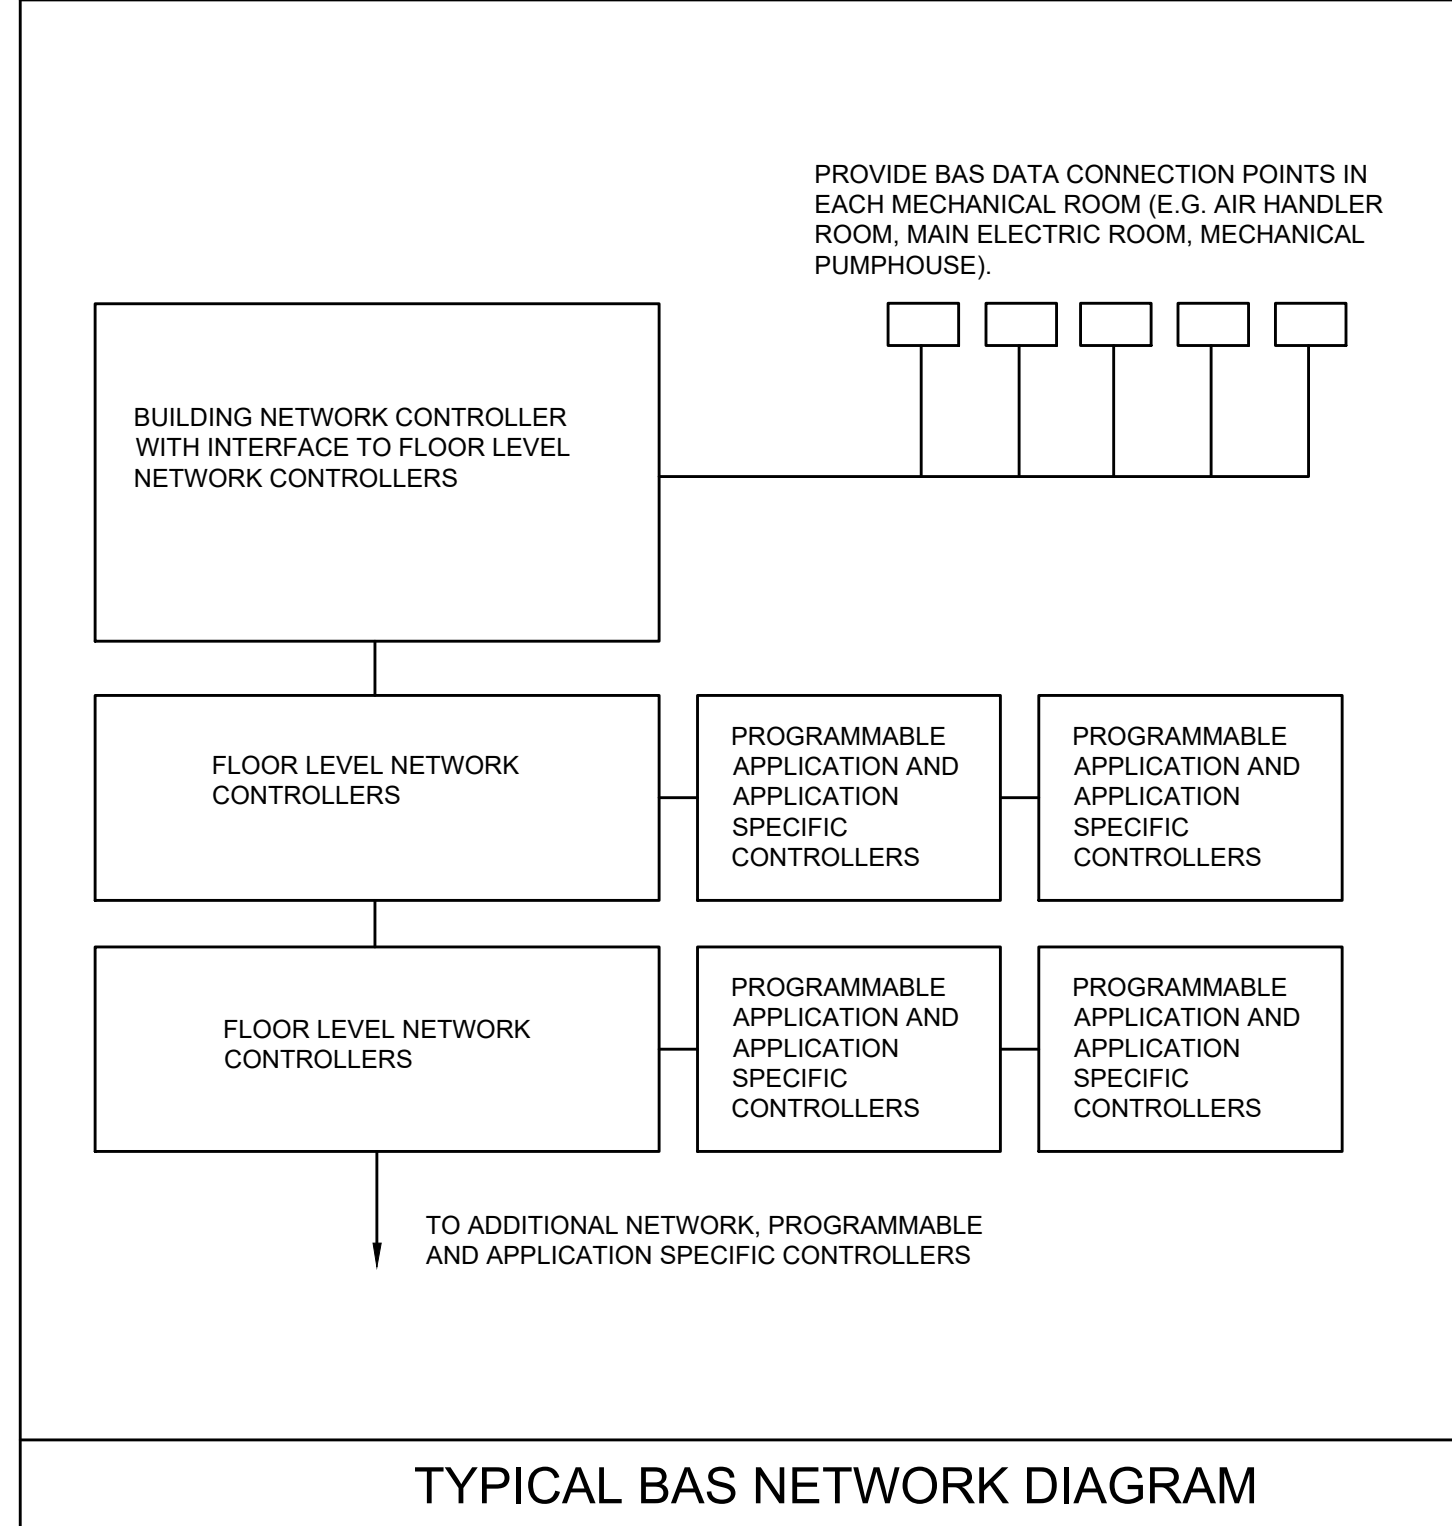 PROVIDE BAS DATA CONNECTION POINTS IN
EACH MECHANICAL ROOM (E.G. AIR HANDLER
ROOM, MAIN ELECTRIC ROOM, MECHANICAL
PUMPHOUSE).
BUILDING NETWORK CONTROLLER
WITH INTERFACE TO FLOOR LEVEL
NETWORK CONTROLLERS
FLOOR LEVEL NETWORK
CONTROLLERS
PROGRAMMABLE
APPLICATION AND
APPLICATION
SPECIFIC
CONTROLLERS
PROGRAMMABLE
APPLICATION AND
APPLICATION
SPECIFIC
CONTROLLERS
FLOOR LEVEL NETWORK
CONTROLLERS
PROGRAMMABLE
APPLICATION AND
APPLICATION
SPECIFIC
CONTROLLERS
PROGRAMMABLE
APPLICATION AND
APPLICATION
SPECIFIC
CONTROLLERS
TO ADDITIONAL NETWORK, PROGRAMMABLE
AND APPLICATION SPECIFIC CONTROLLERS
TYPICAL BAS NETWORK DIAGRAM